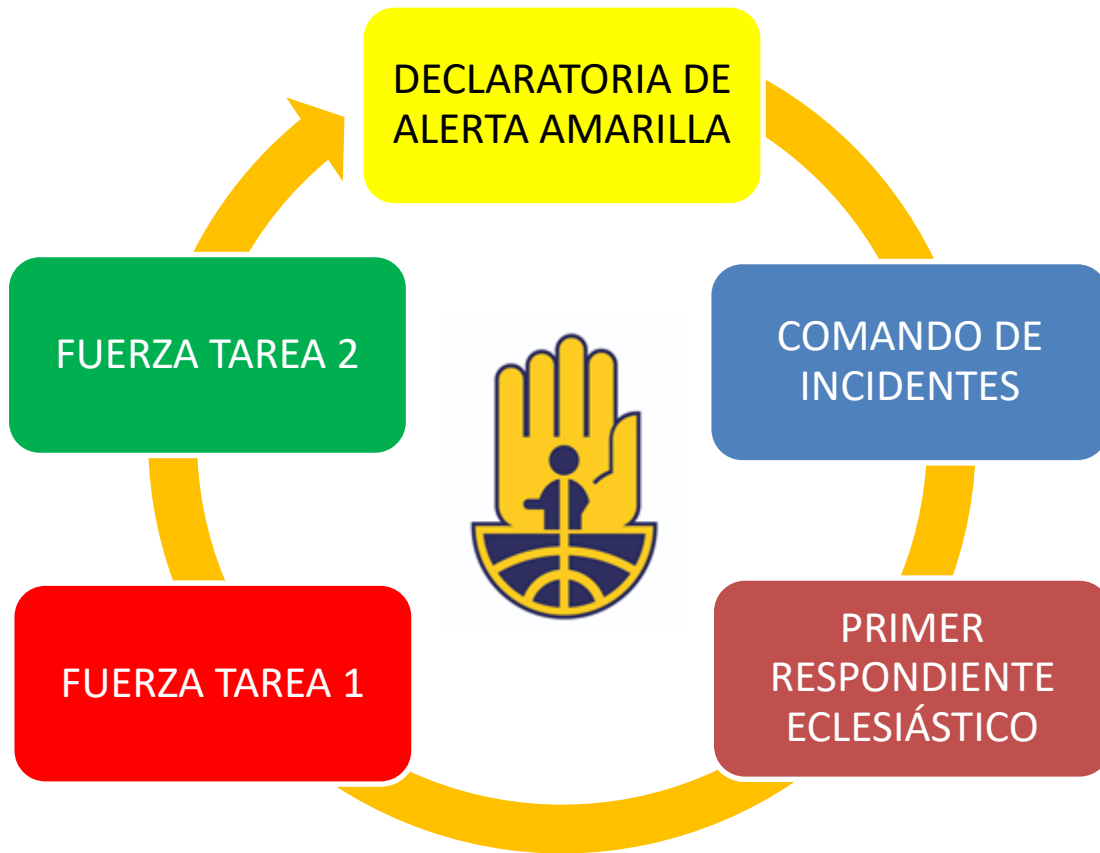 DECLARATORIA DE
ALERTA AMARILLA
COMANDO DE
INCIDENTES
PRIMER
RESPONDIENTE
ECLESIÁSTICO
FUERZA TAREA 1
FUERZA TAREA 2